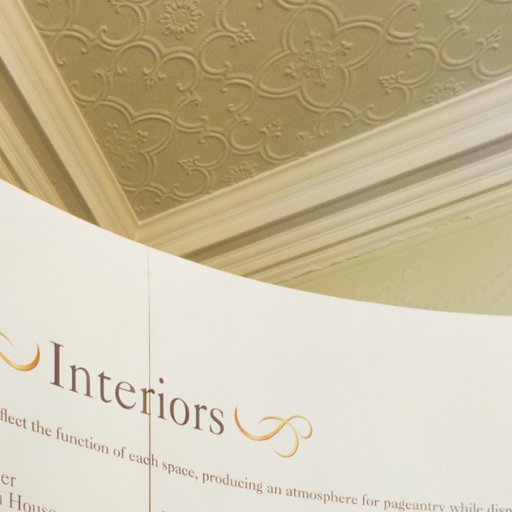 Interiors
flect the function of each space, producing an atmosphere for pageantry while disp
er
House